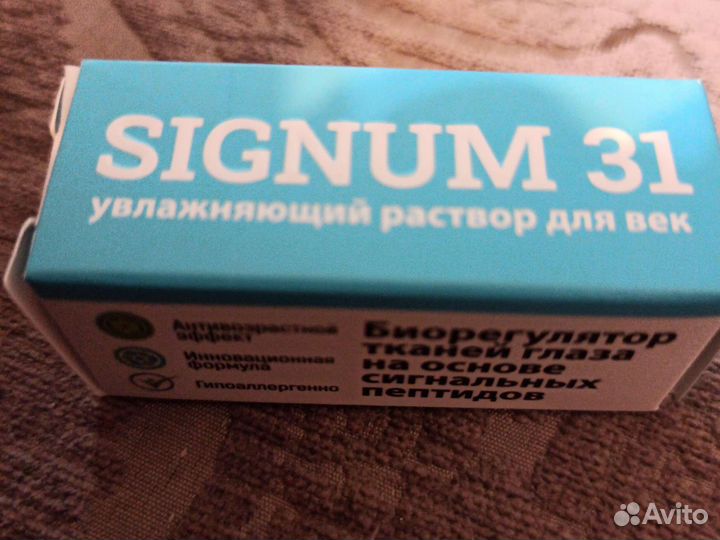 SIGNUM 31
увлажняющий раствор для век
Антивозрастной
эффект
Инновационная
формула
Гипоаллергенно
Биорегулятор
тканей глаза
на основе
сигнальных
пептидов
Avito